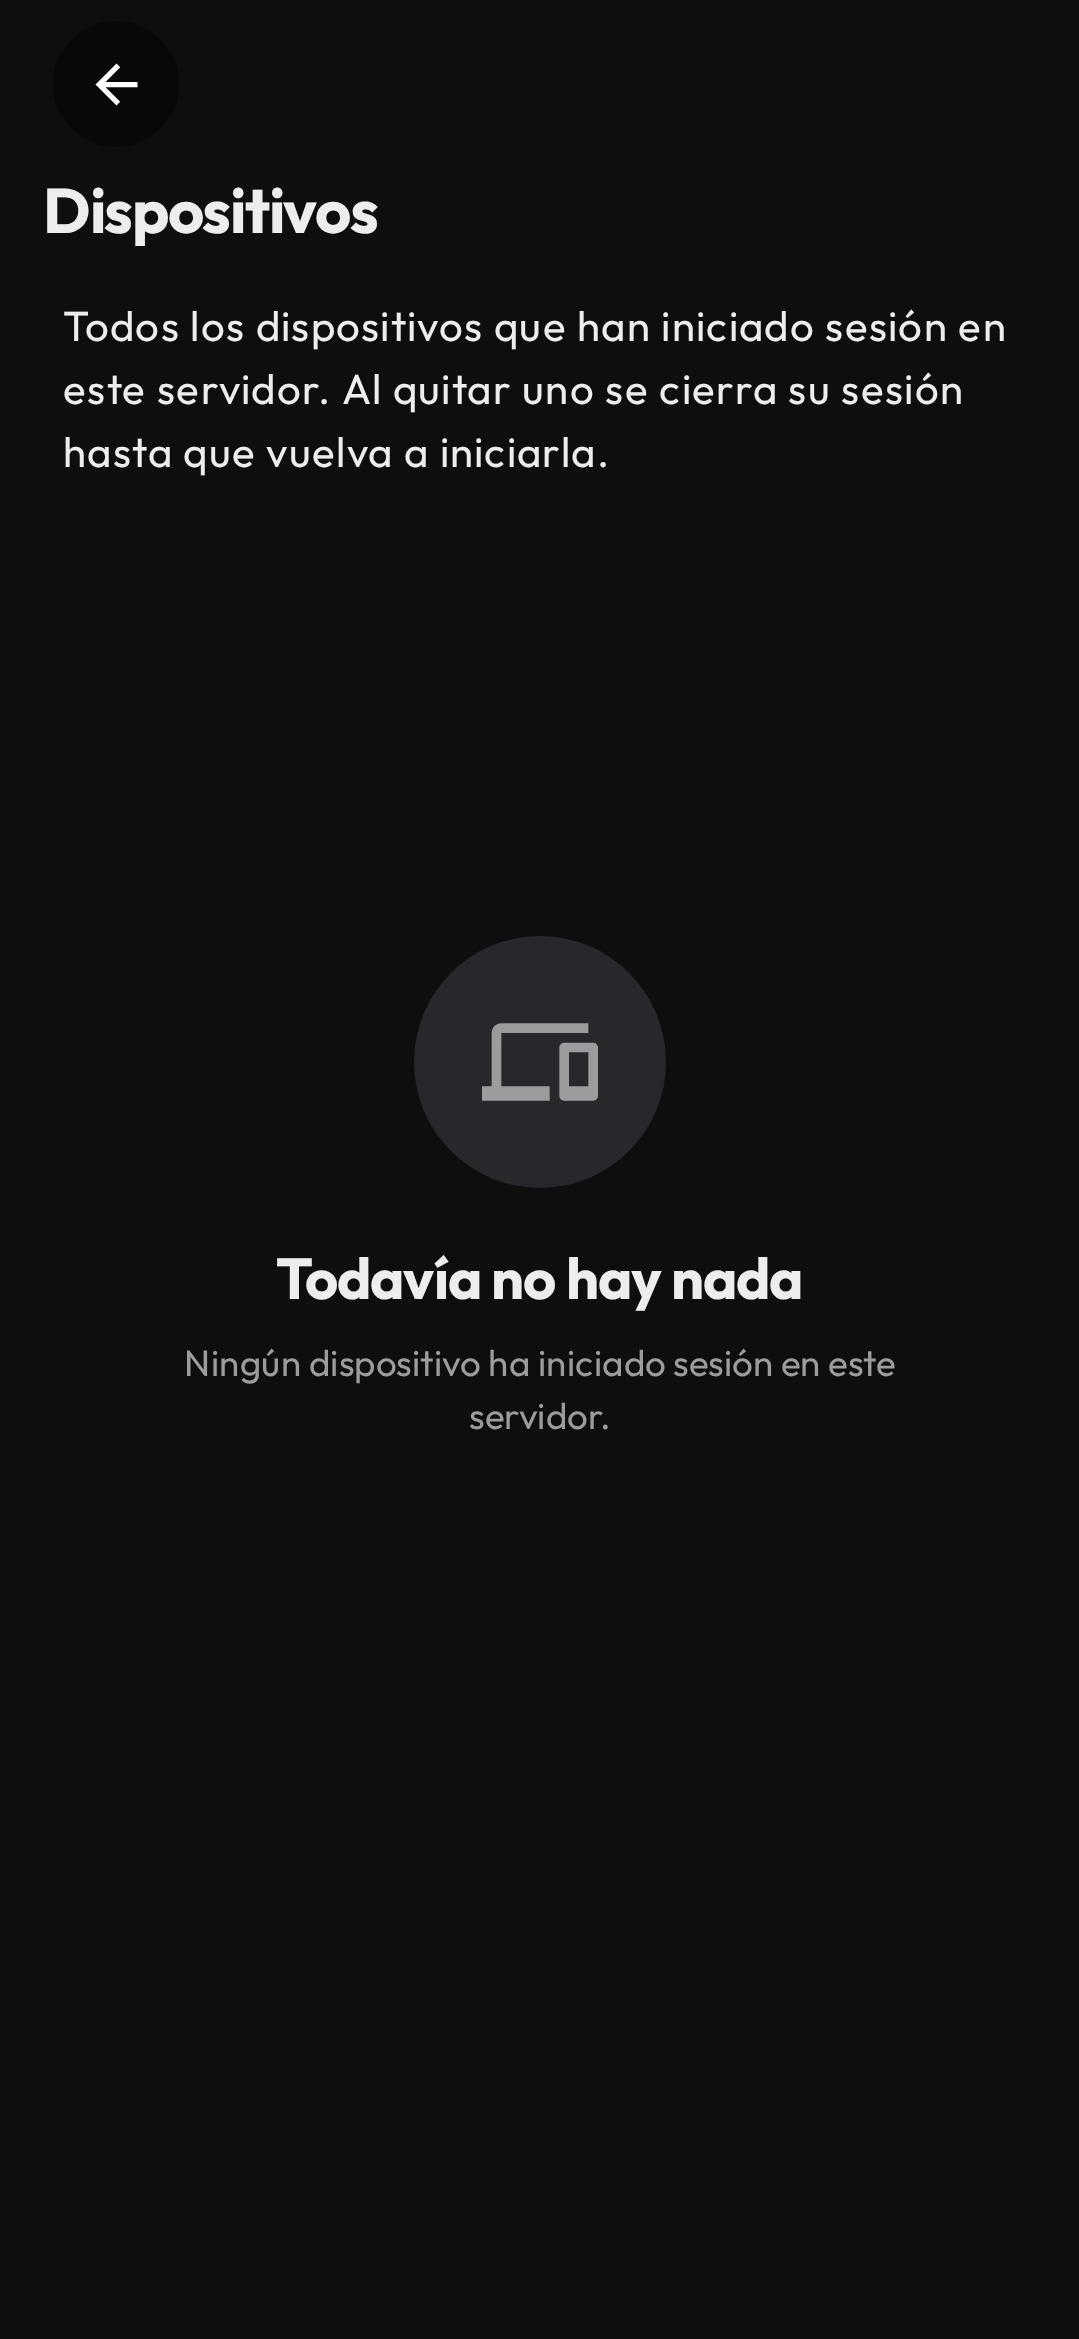 Dispositivos
Todos los dispositivos que han iniciado sesión en
este servidor. Al quitar uno se cierra su sesión
hasta que vuelva a iniciarla.
Todavía no hay nada
Ningún dispositivo ha iniciado sesión en este
servidor.